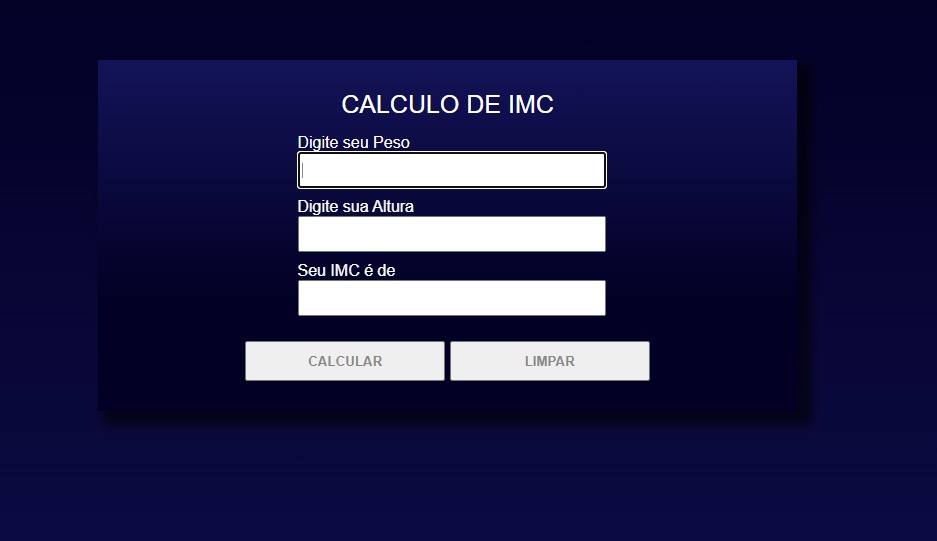 CALCULO DE IMC
Digite seu Peso
Digite sua Altura
Seu IMC é de
CALCULAR LIMPAR